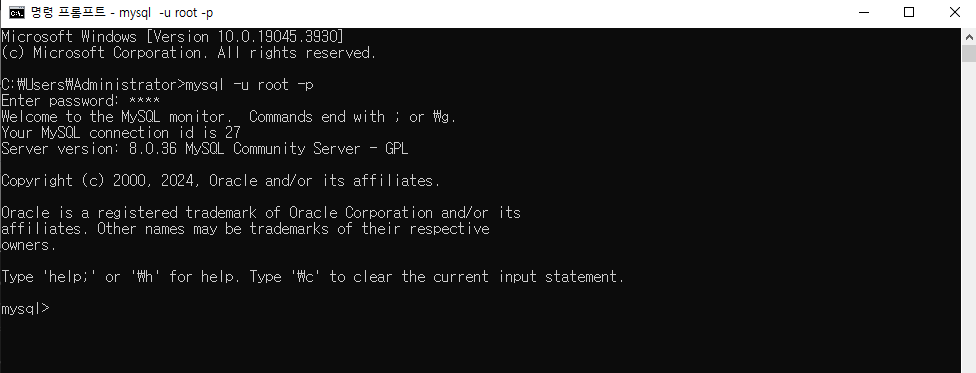 명령 프롬프트 - mysql  -u root -p
Microsoft Windows [Version 10.0.19045.3930]
(c) Microsoft Corporation. All rights reserved.
C:₩Users₩Administrator>mysql -u root -p
Enter password: ****
Welcome to the MySQL monitor.  Commands end with ; or ₩g.
Your MySQL connection id is 27
Server version: 8.0.36 MySQL Community Server - GPL
Copyright (c) 2000, 2024, Oracle and/or its affiliates.
Oracle is a registered trademark of Oracle Corporation and/or its
affiliates. Other names may be trademarks of their respective
owners.
Type 'help;' or '₩h' for help. Type '₩c' to clear the current input statement.
mysql>